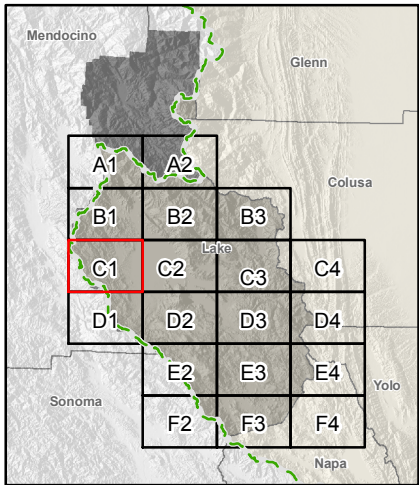 Mendocino
Glenn
A1 A2
Colusa
B1 B2 B3
Lake
C1 C2 C3 C4
D1 D2 D3 D4
E2 E3 E4
Yolo
Sonoma
F2 F3 F4
Napa